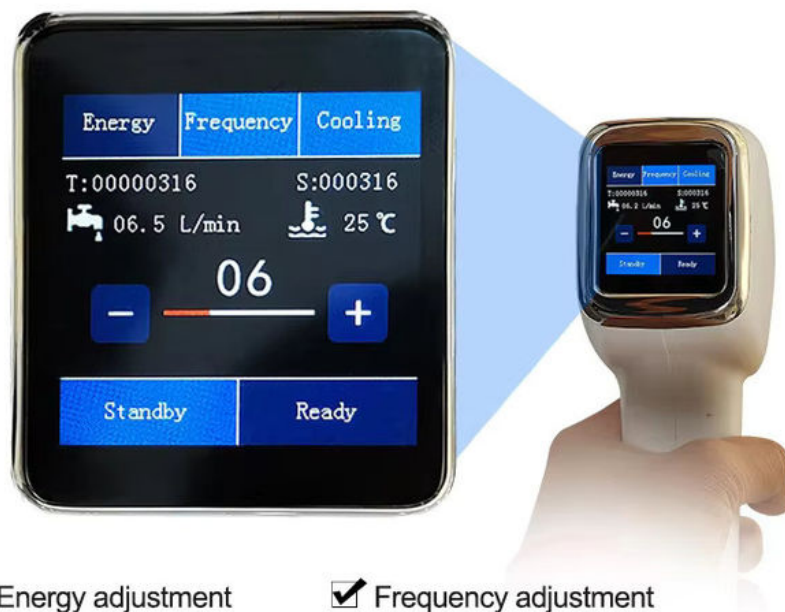 Energy Frequency Cooling
T:00000316 S:000316
06.5 L/min 25℃
06
− +
Standby Ready
Energy Frequency Cooling
T:00000316 S:000316
06.2 L/min 25℃
06
− +
Standby Ready
Energy adjustment Frequency adjustment